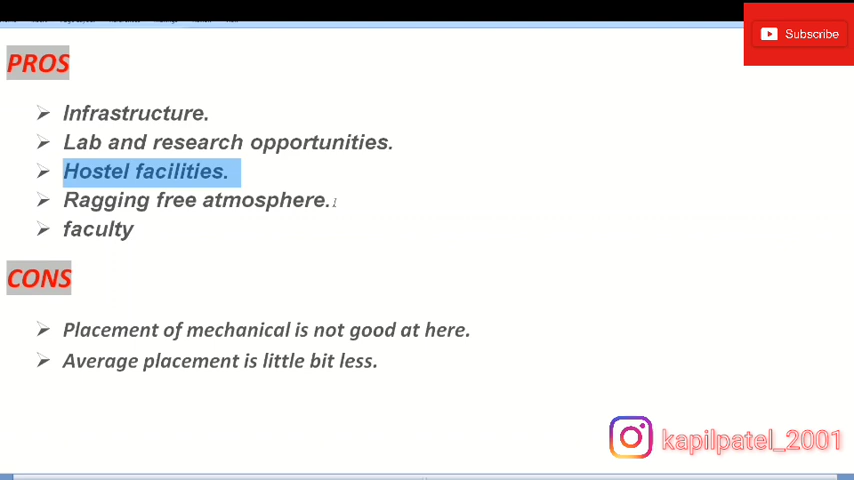 Subscribe
PROS
Infrastructure.
Lab and research opportunities.
Hostel facilities.
Ragging free atmosphere.
faculty
CONS
Placement of mechanical is not good at here.
Average placement is little bit less.
kapilpatel_2001